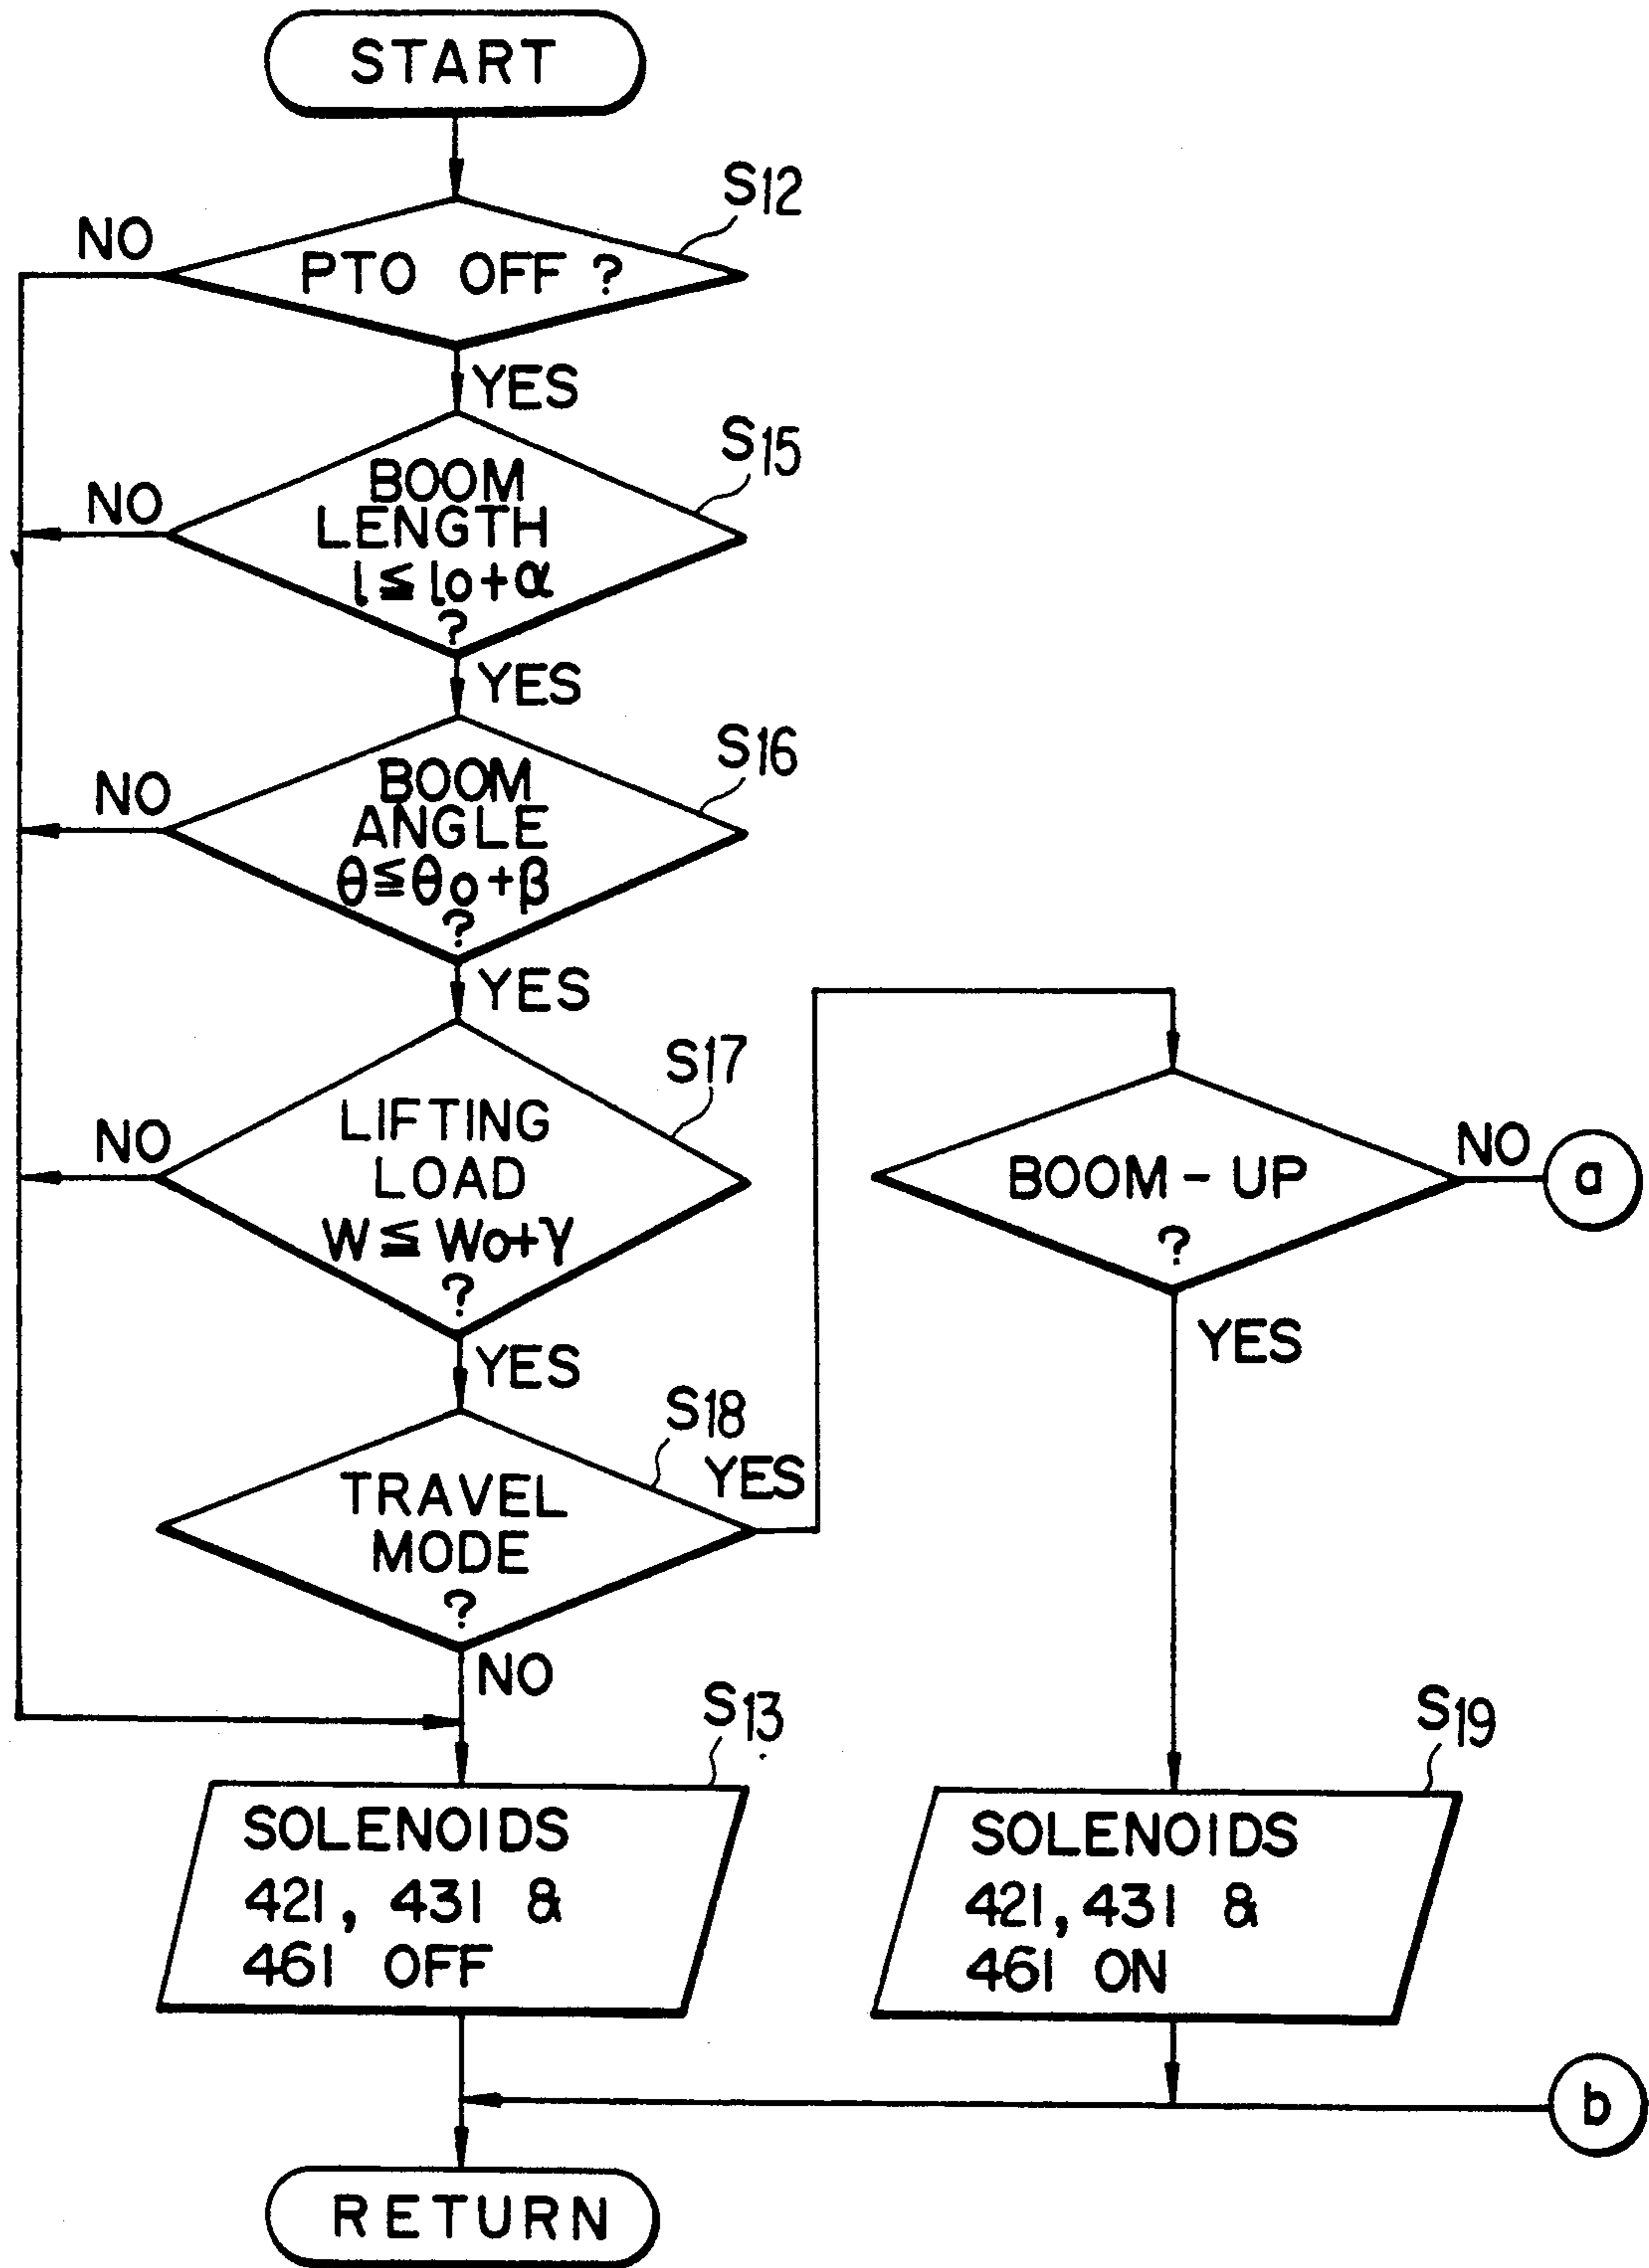 START
S12
NO
PTO OFF ?
YES
S15
NO
BOOM
LENGTH
l ≦ lo+α
?
YES
S16
NO
BOOM
ANGLE
θ≦θo+β
?
YES
S17
NO
LIFTING
LOAD
W ≦ Wo+γ
?
YES
S18
YES
TRAVEL
MODE
?
NO
BOOM-UP
?
NO
a
YES
S13
SOLENOIDS
421, 431 &
461 OFF
S19
SOLENOIDS
421, 431 &
461 ON
b
RETURN